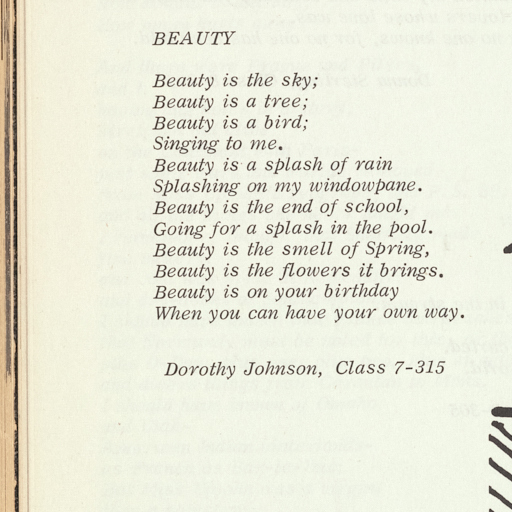 BEAUTY
Beauty is the sky;
Beauty is a tree;
Beauty is a bird;
Singing to me.
Beauty is a splash of rain
Splashing on my windowpane.
Beauty is the end of school,
Going for a splash in the pool.
Beauty is the smell of Spring,
Beauty is the flowers it brings.
Beauty is on your birthday
When you can have your own way.
Dorothy Johnson, Class 7-315